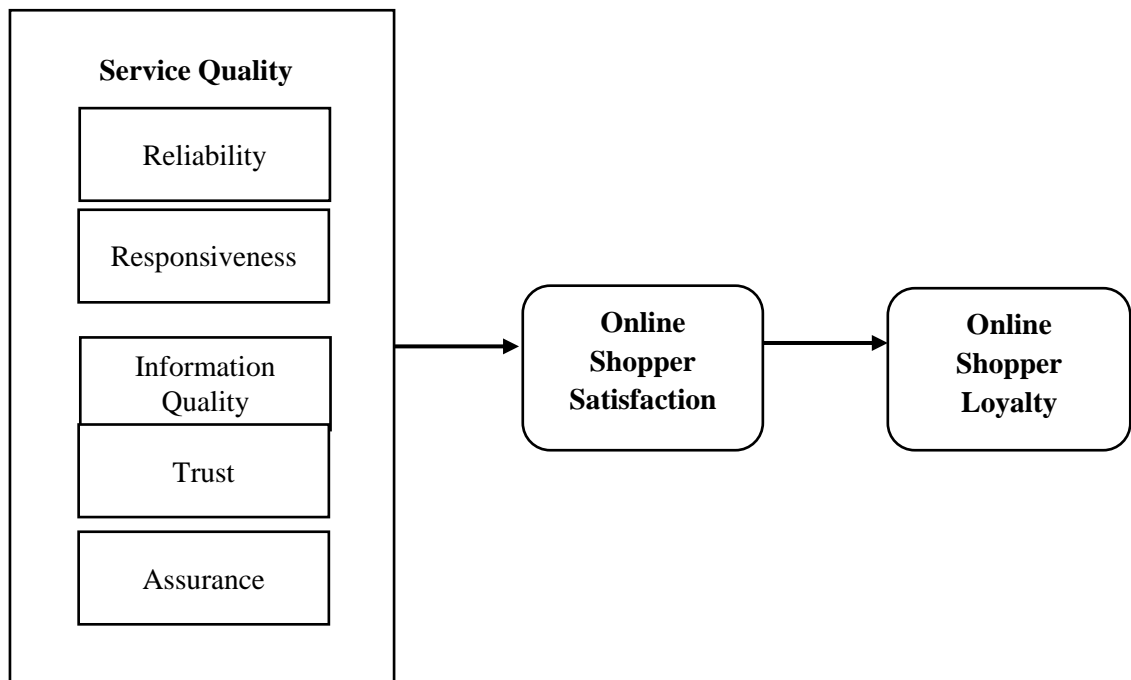 Service Quality
Reliability
Responsiveness
Information
Quality
Trust
Assurance
Online
Shopper
Satisfaction
Online
Shopper
Loyalty